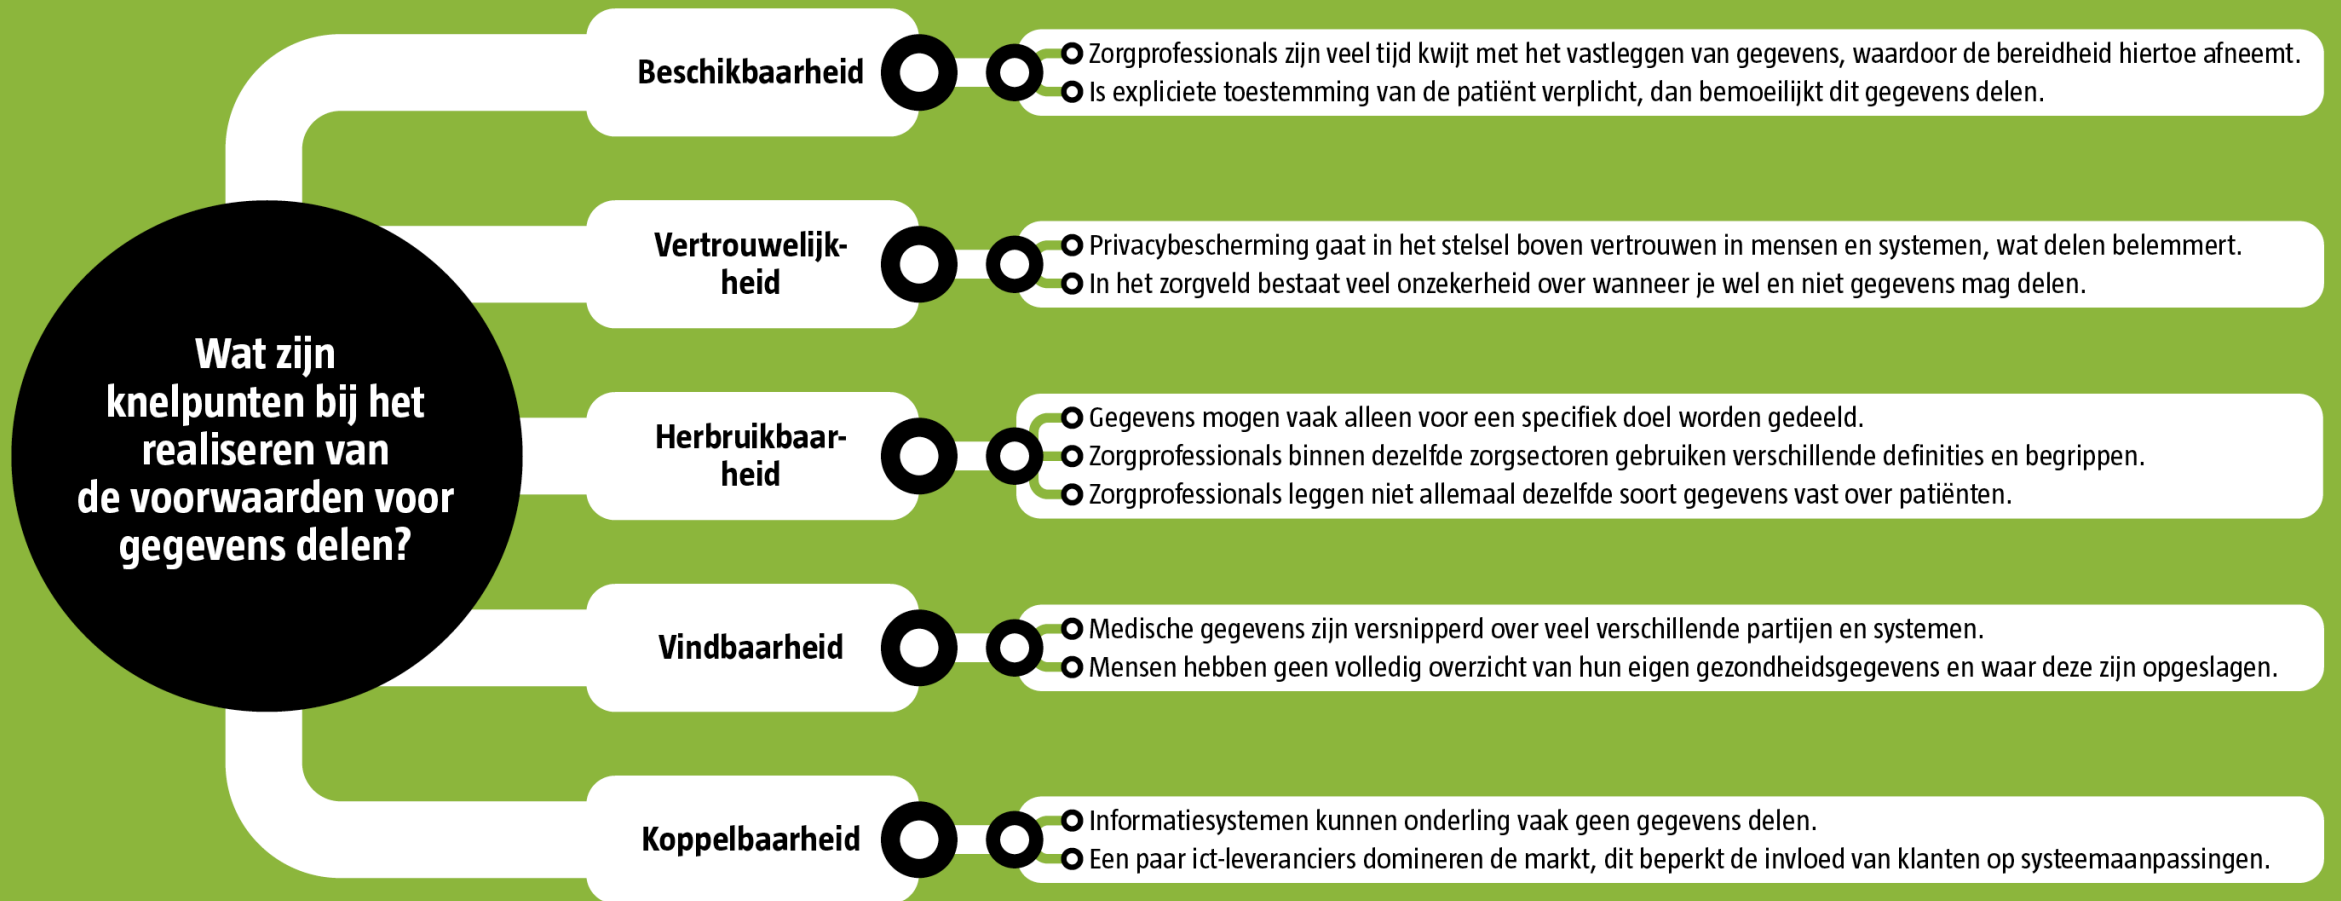 Wat zijn
knelpunten bij het
realiseren van
de voorwaarden voor
gegevens delen?
Beschikbaarheid
Zorgprofessionals zijn veel tijd kwijt met het vastleggen van gegevens, waardoor de bereidheid hiertoe afneemt.
Is expliciete toestemming van de patiënt verplicht, dan bemoeilijkt dit gegevens delen.
Vertrouwelijk-
heid
Privacybescherming gaat in het stelsel boven vertrouwen in mensen en systemen, wat delen belemmert.
In het zorgveld bestaat veel onzekerheid over wanneer je wel en niet gegevens mag delen.
Herbruikbaar-
heid
Gegevens mogen vaak alleen voor een specifiek doel worden gedeeld.
Zorgprofessionals binnen dezelfde zorgsectoren gebruiken verschillende definities en begrippen.
Zorgprofessionals leggen niet allemaal dezelfde soort gegevens vast over patiënten.
Vindbaarheid
Medische gegevens zijn versnipperd over veel verschillende partijen en systemen.
Mensen hebben geen volledig overzicht van hun eigen gezondheidsgegevens en waar deze zijn opgeslagen.
Koppelbaarheid
Informatiesystemen kunnen onderling vaak geen gegevens delen.
Een paar ict-leveranciers domineren de markt, dit beperkt de invloed van klanten op systeemaanpassingen.